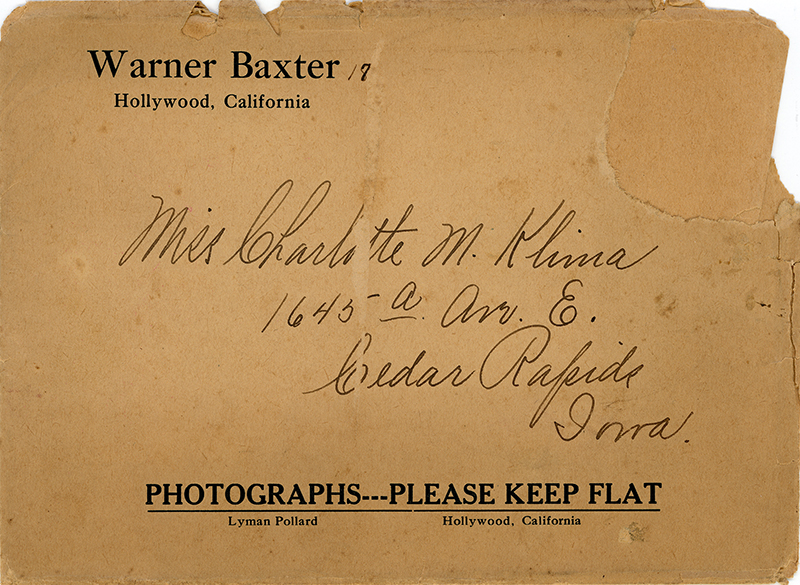 Warner Baxter 17
Hollywood, California
Miss Charlotte M. Klima
1645 a Ave. E.
Cedar Rapids
Iowa.
PHOTOGRAPHS---PLEASE KEEP FLAT
Lyman Pollard Hollywood, California